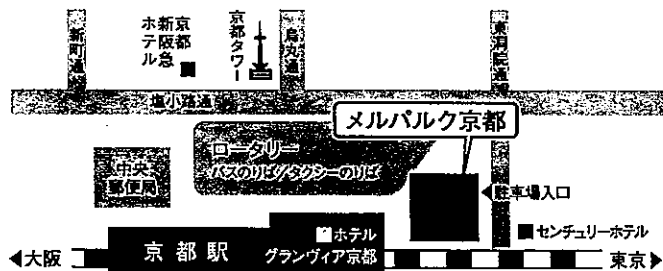 新町通
京都
新阪急
ホテル
京都タワー
烏丸通
東洞院通
塩小路通
メルパルク京都
ロータリー
バスのりば/タクシーのりば
中央
郵便局
駐車場入口
ホテル
グランヴィア京都
センチュリーホテル
京都駅
◀大阪
東京▶